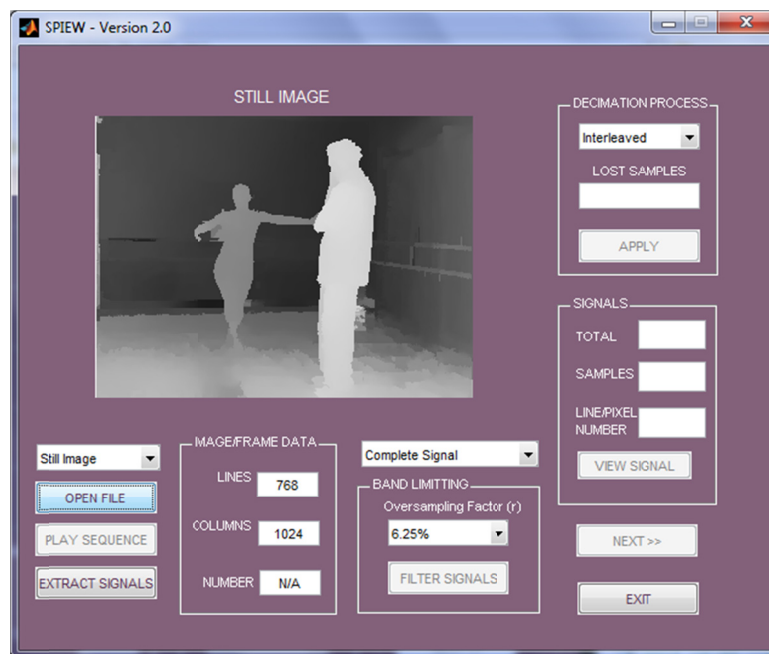 SPIEW - Version 2.0
STILL IMAGE
Still Image
OPEN FILE
PLAY SEQUENCE
EXTRACT SIGNALS
MAGE/FRAME DATA
LINES 768
COLUMNS 1024
NUMBER N/A
Complete Signal
BAND LIMITTING
Oversampling Factor (r)
6.25%
FILTER SIGNALS
DECIMATION PROCESS
Interleaved
LOST SAMPLES
APPLY
SIGNALS
TOTAL
SAMPLES
LINE/PIXEL
NUMBER
VIEW SIGNAL
NEXT >>
EXIT